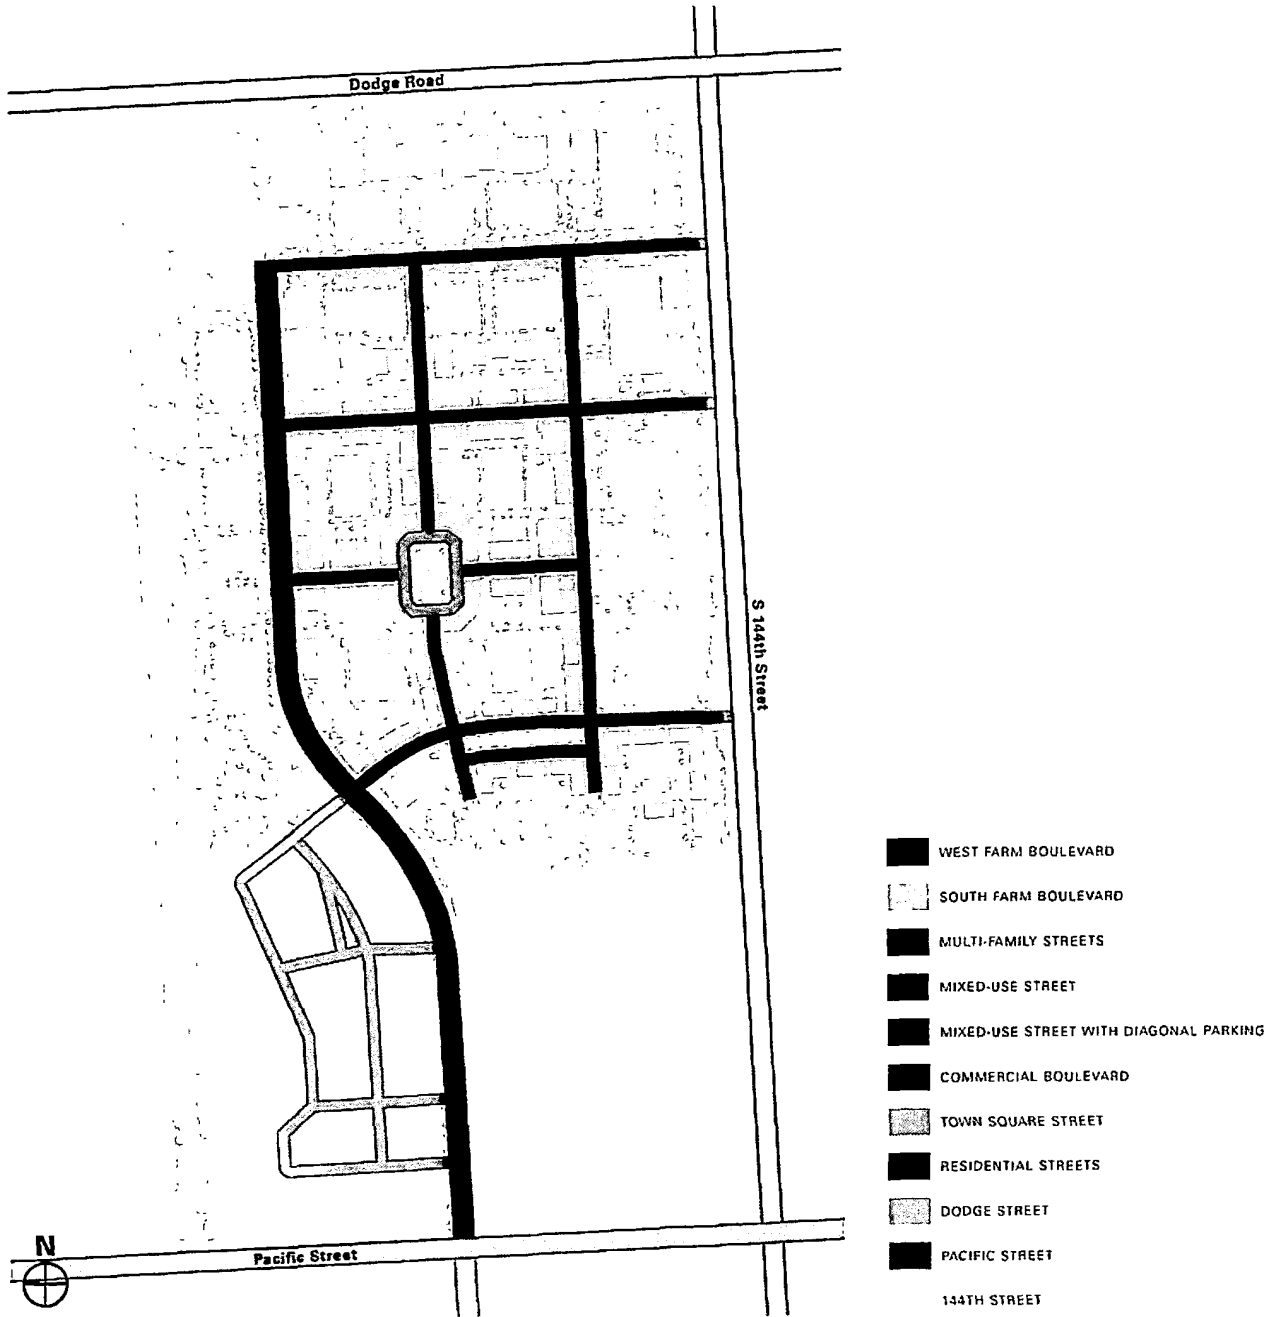 Dodge Road
S 144th Street
WEST FARM BOULEVARD
SOUTH FARM BOULEVARD
MULTI-FAMILY STREETS
MIXED-USE STREET
MIXED-USE STREET WITH DIAGONAL PARKING
COMMERCIAL BOULEVARD
TOWN SQUARE STREET
RESIDENTIAL STREETS
DODGE STREET
PACIFIC STREET
144TH STREET
N
Pacific Street